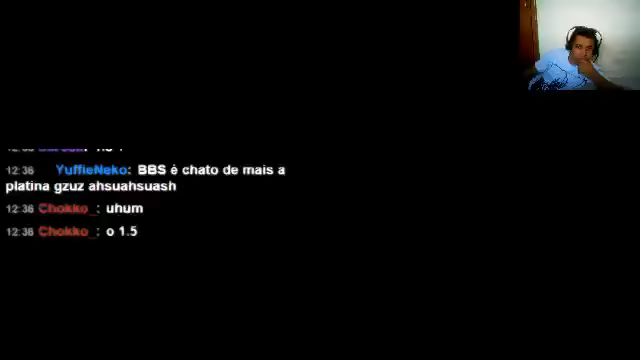 12:36 YuffieNeko: BBS é chato de mais a
platina gzuz ahsuahsuash
12:36 Chokko_: uhum
12:36 Chokko_: o 1.5